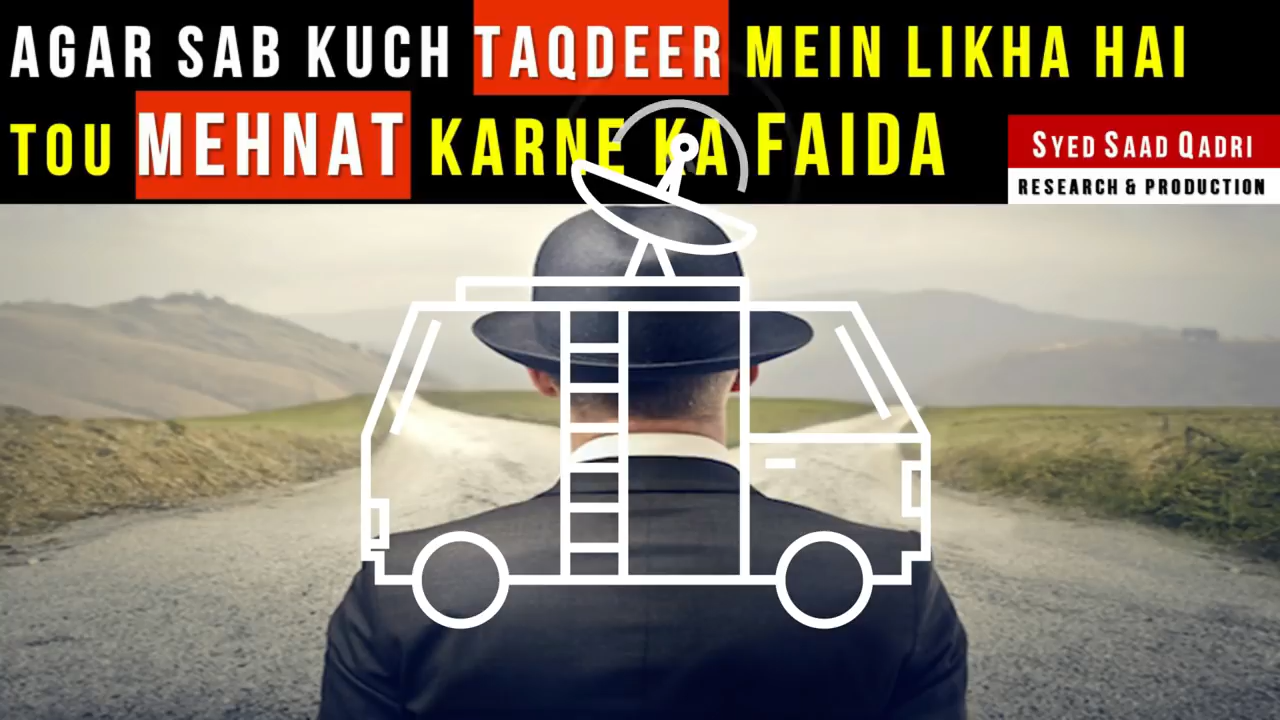 AGAR SAB KUCH TAQDEER MEIN LIKHA HAI
TOU MEHNAT KARNE KA FAIDA
SYED SAAD QADRI
RESEARCH & PRODUCTION